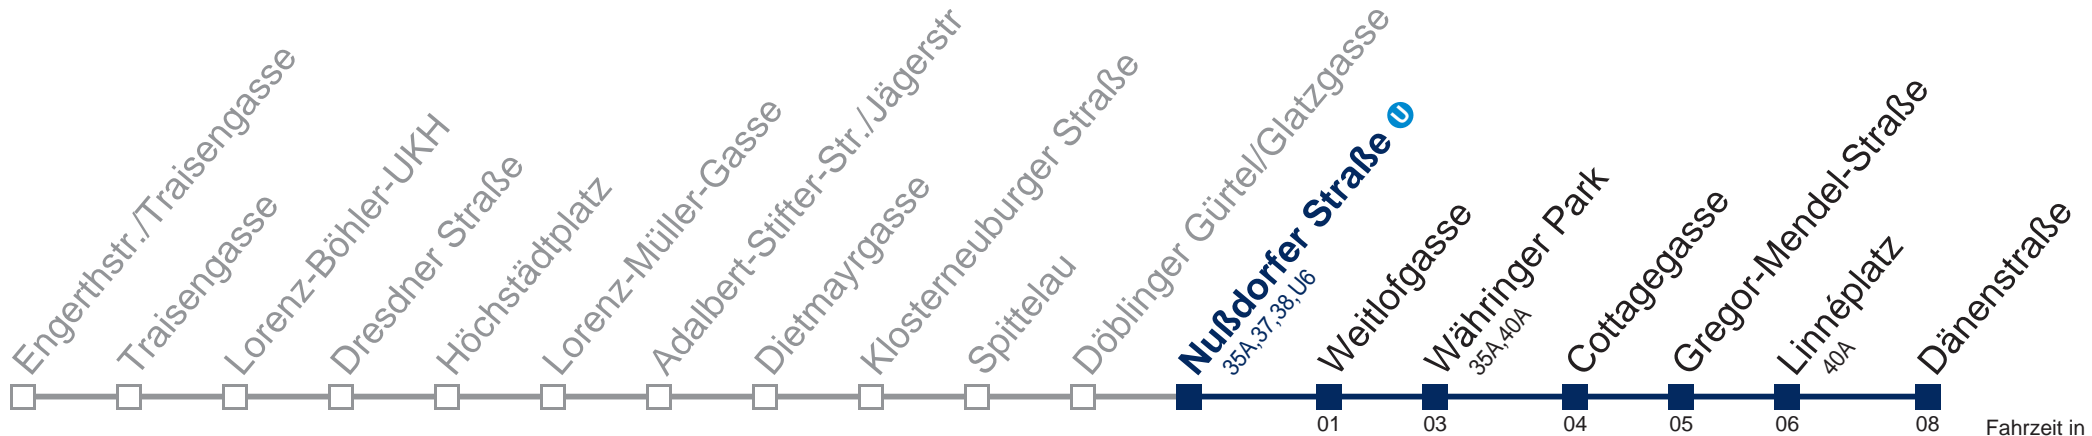 Engerthstr./Traisengasse
Traisengasse
Lorenz-Böhler-UKH
Dresdner Straße
Höchstädtplatz
Lorenz-Müller-Gasse
Adalbert-Stifter-Str./Jägerstr
Dietmayrgasse
Klosterneuburger Straße
Spittelau
Döblinger Gürtel/Glatzgasse
Nußdorfer Straße U
35A,37,38,U6
Weitlofgasse
Währinger Park
35A,40A
Cottagegasse
Gregor-Mendel-Straße
Linnéplatz
40A
Dänenstraße
01 03 04 05 06 08
Fahrzeit in